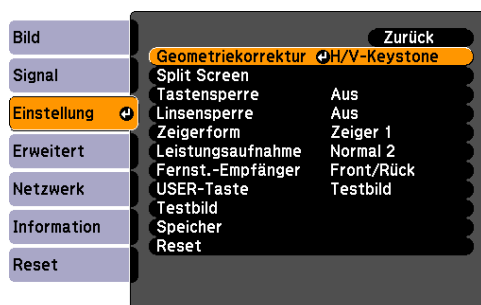 Bild
Signal
Einstellung
Erweitert
Netzwerk
Information
Reset
Zurück
Geometriekorrektur H/V-Keystone
Split Screen
Tastensperre Aus
Linsensperre Aus
Zeigerform Zeiger 1
Leistungsaufnahme Normal 2
Fernst.-Empfänger Front/Rück
USER-Taste Testbild
Testbild
Speicher
Reset